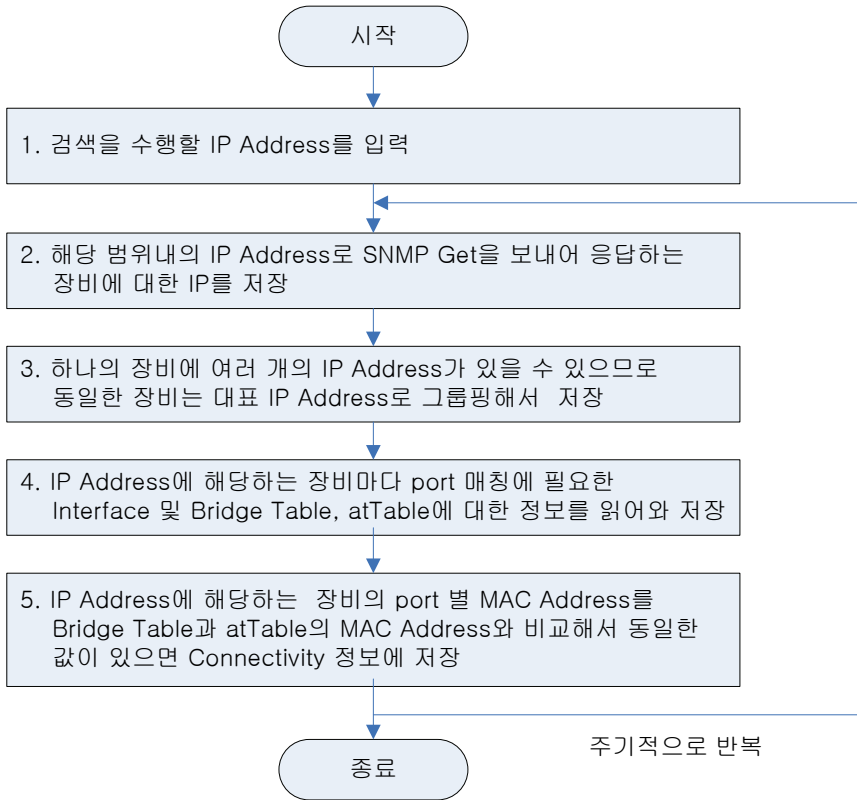 시작
1. 검색을 수행할 IP Address를 입력
2. 해당 범위내의 IP Address로 SNMP Get을 보내어 응답하는
장비에 대한 IP를 저장
3. 하나의 장비에 여러 개의 IP Address가 있을 수 있으므로
동일한 장비는 대표 IP Address로 그룹핑해서 저장
4. IP Address에 해당하는 장비마다 port 매칭에 필요한
Interface 및 Bridge Table, atTable에 대한 정보를 읽어와 저장
5. IP Address에 해당하는 장비의 port 별 MAC Address를
Bridge Table과 atTable의 MAC Address와 비교해서 동일한
값이 있으면 Connectivity 정보에 저장
주기적으로 반복
종료